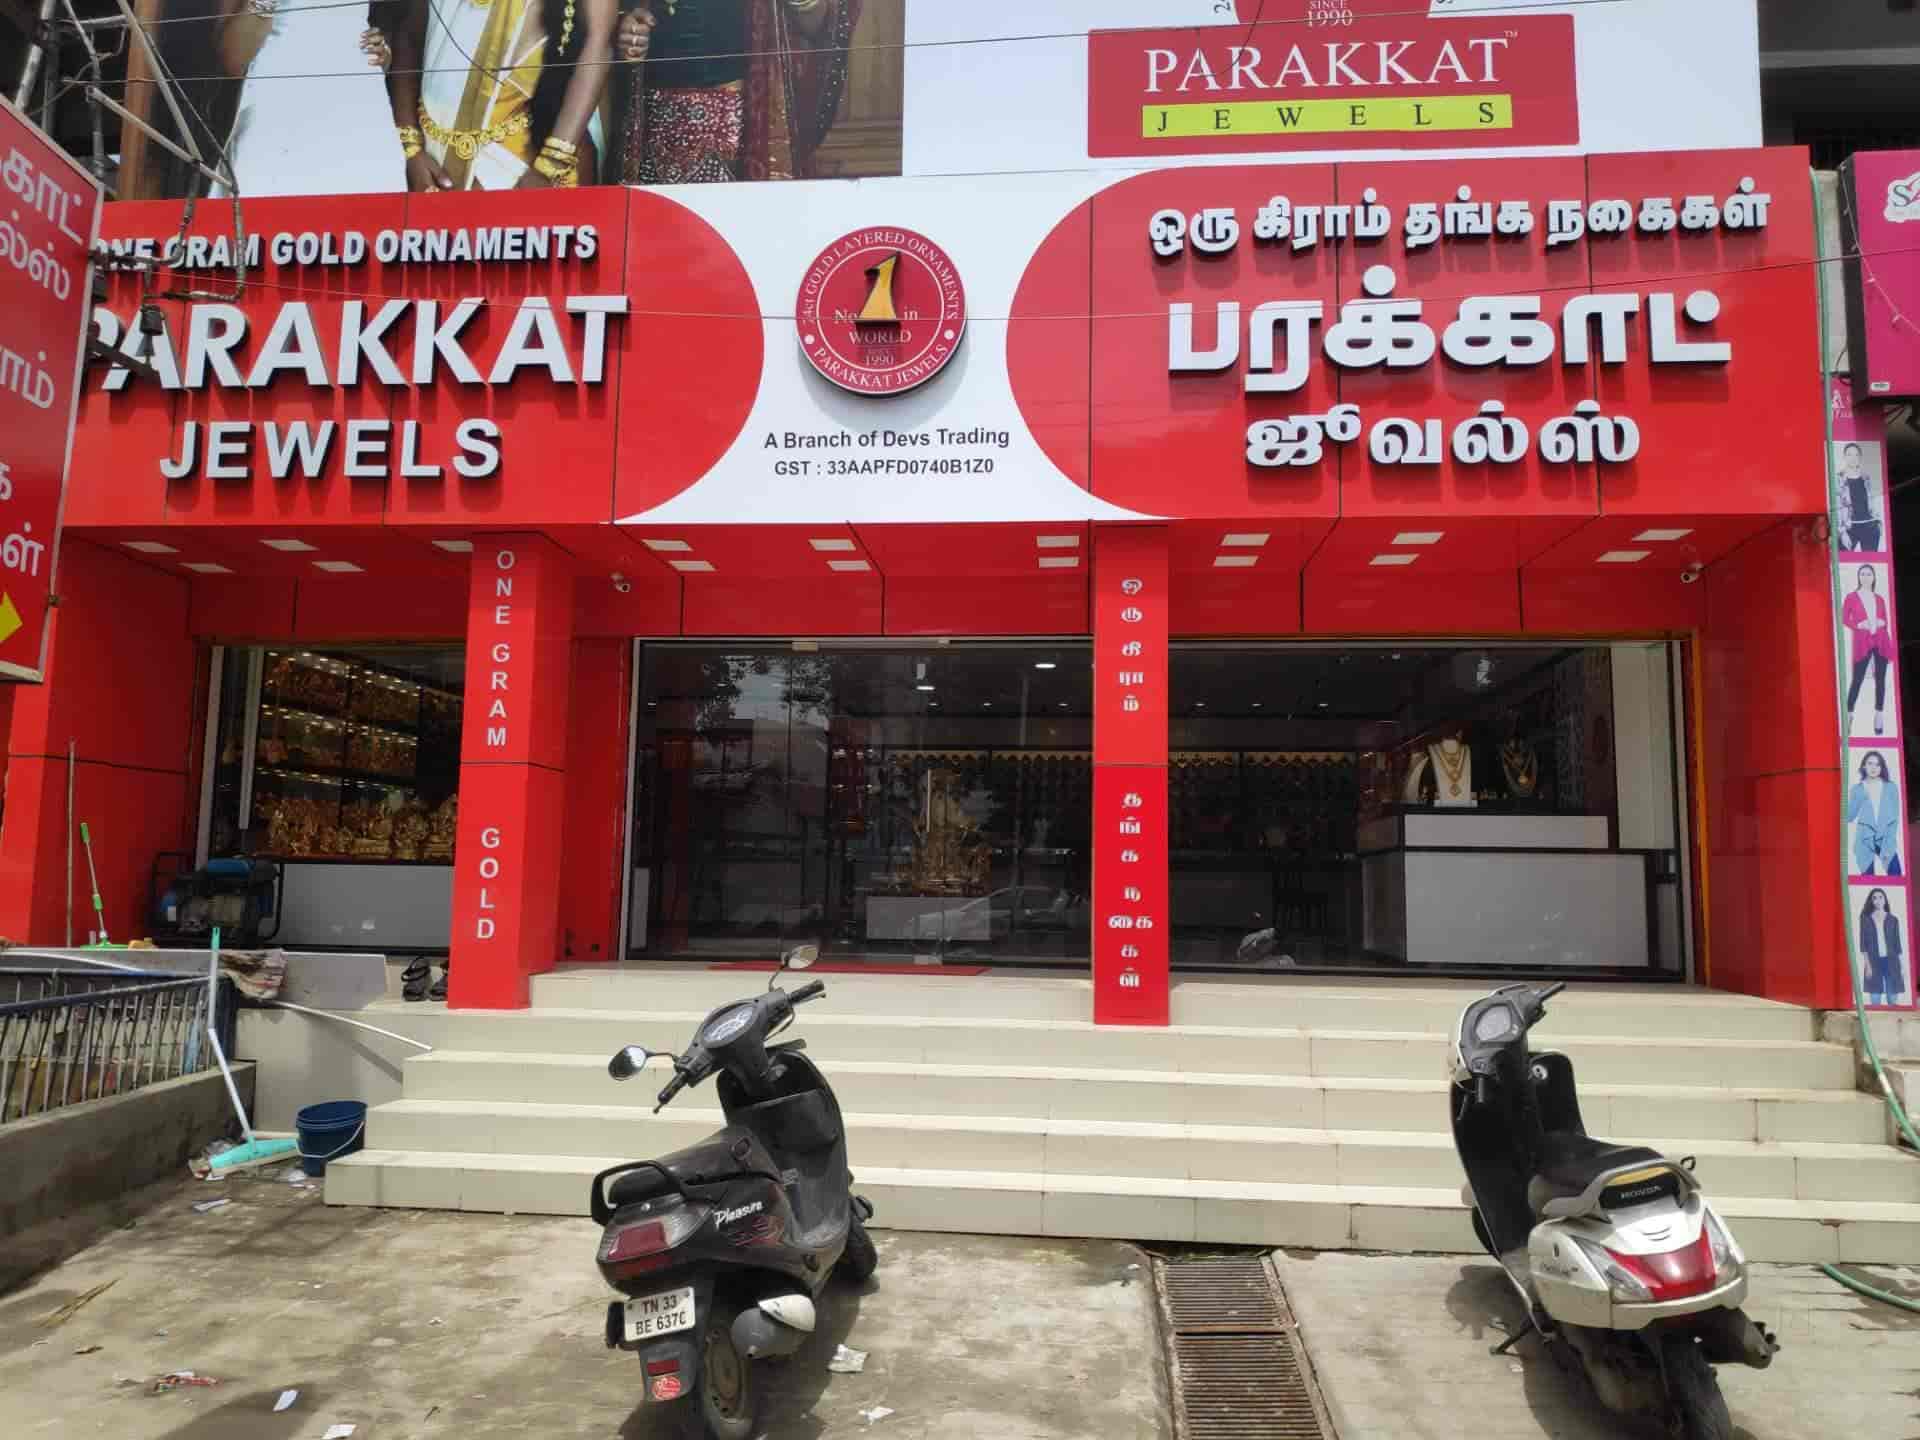 SINCE
1990
PARAKKAT™
JEWELS
ONE GRAM GOLD ORNAMENTS
PARAKKAT
JEWELS
24ct GOLD LAYERED ORNAMENTS
No 1 in
WORLD
SINCE
1990
PARAKKAT JEWELS
A Branch of Devs Trading
GST : 33AAPFD0740B1Z0
ஒரு கிராம் தங்க நகைகள்
பரக்காட்
ஜூவல்ஸ்
ONE GRAM GOLD
ஒரு கிராம் தங்க நகைகள்
Pleasure
TN 33
BE 637C
HONDA